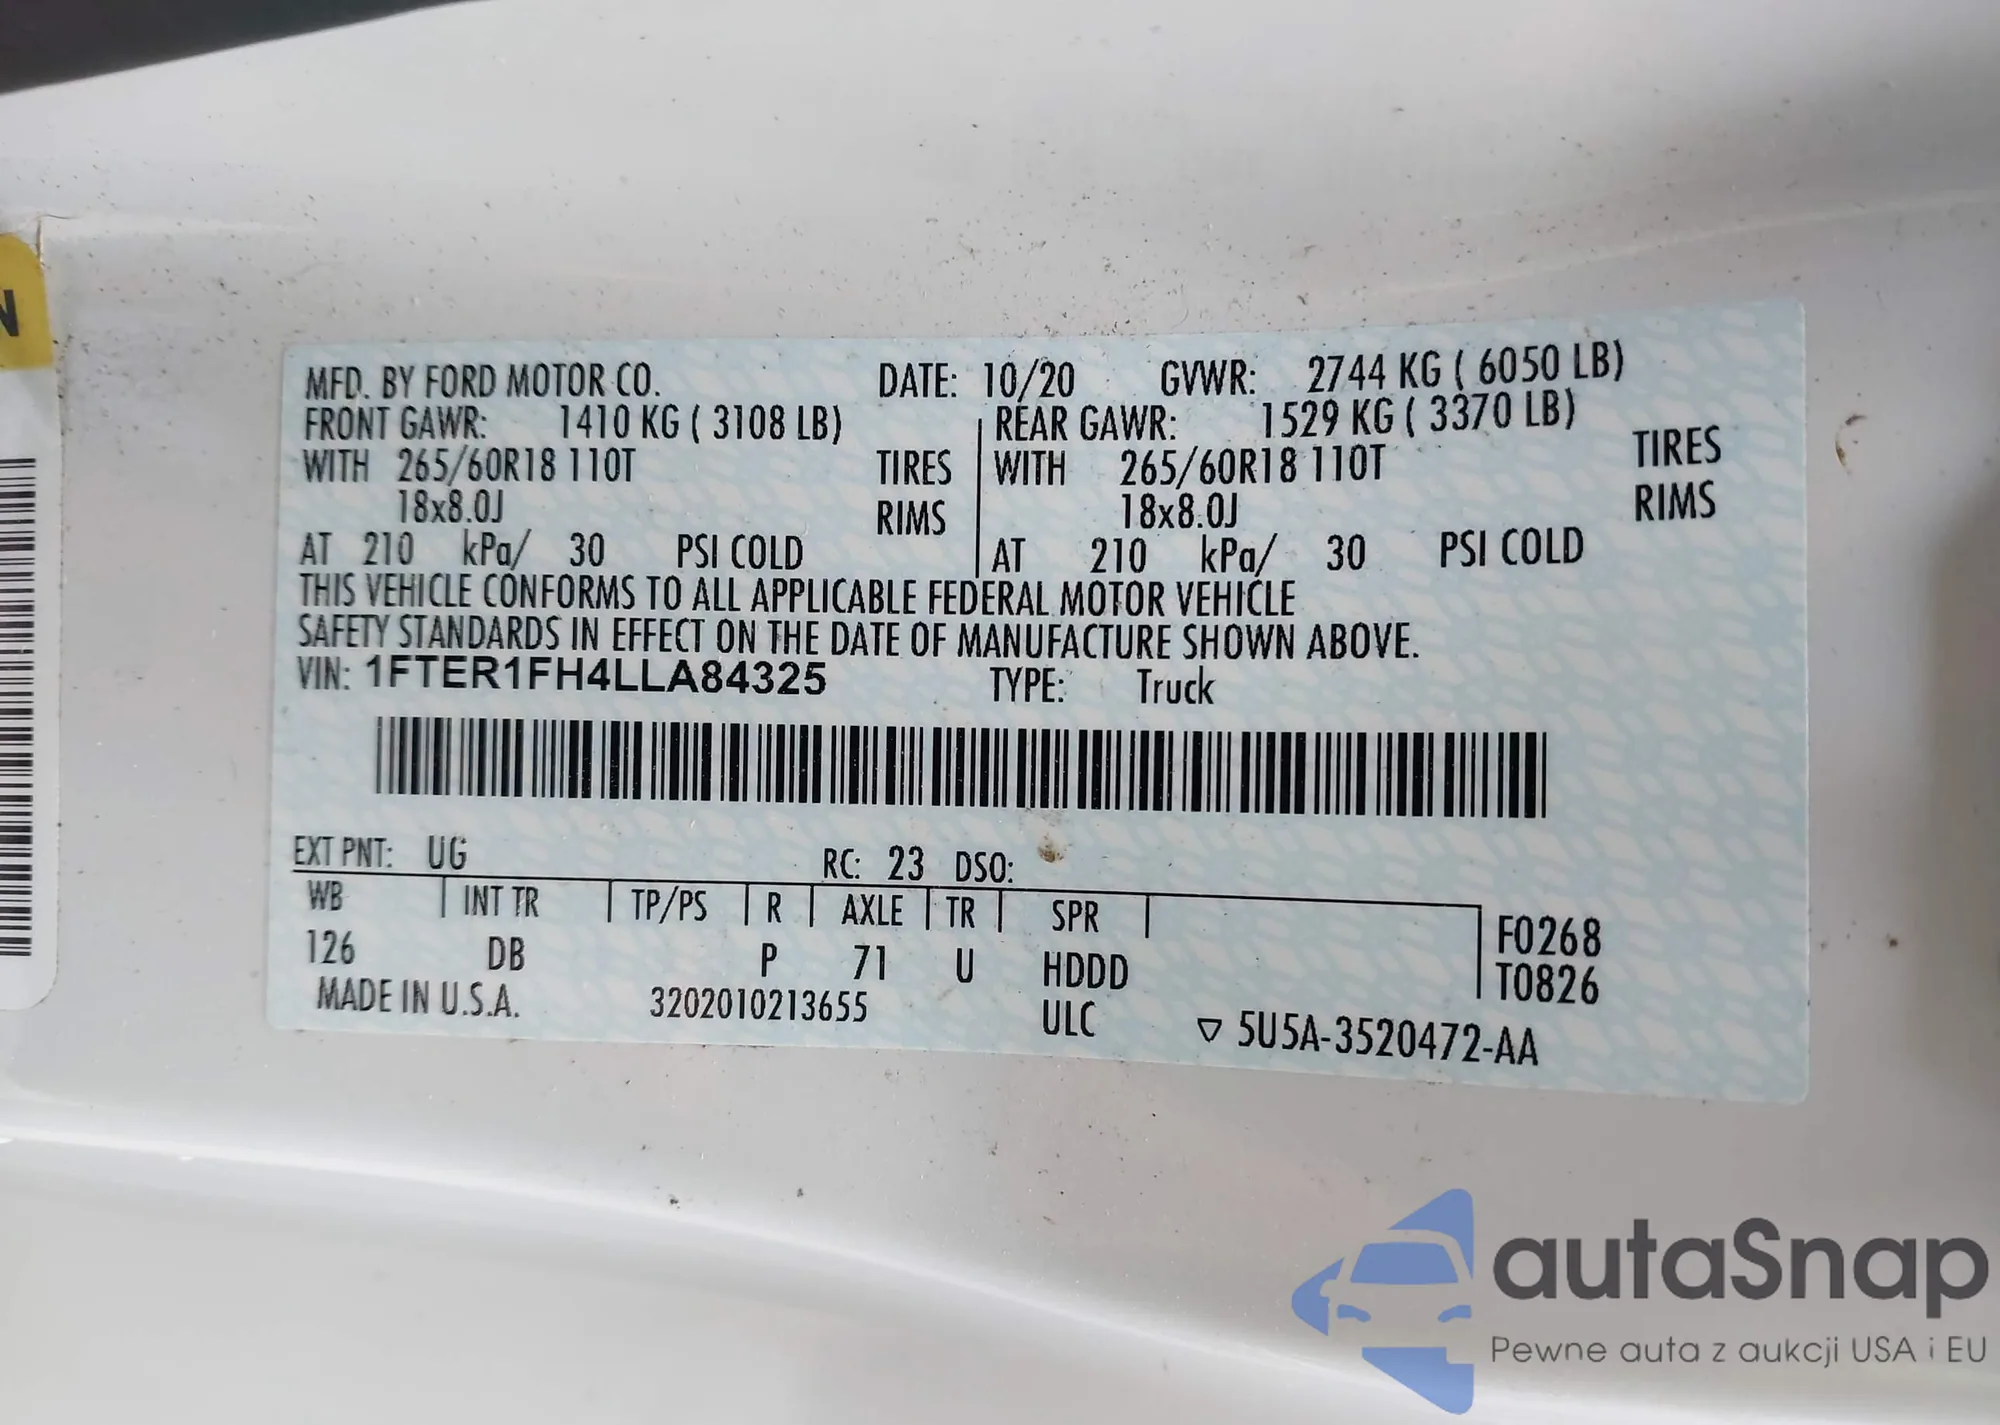 N
MFD. BY FORD MOTOR CO. DATE: 10/20 GVWR: 2744 KG ( 6050 LB)
FRONT GAWR: 1410 KG ( 3108 LB) REAR GAWR: 1529 KG ( 3370 LB)
WITH 265/60R18 110T TIRES WITH 265/60R18 110T TIRES
18x8.0J RIMS 18x8.0J RIMS
AT 210 kPa/ 30 PSI COLD AT 210 kPa/ 30 PSI COLD
THIS VEHICLE CONFORMS TO ALL APPLICABLE FEDERAL MOTOR VEHICLE
SAFETY STANDARDS IN EFFECT ON THE DATE OF MANUFACTURE SHOWN ABOVE.
VIN: 1FTER1FH4LLA84325 TYPE: Truck
EXT PNT: UG RC: 23 DSO:
WB INT TR TP/PS R AXLE TR SPR F0268
126 DB P 71 U HDDD T0826
MADE IN U.S.A. 3202010213655 ULC ▽ 5U5A-3520472-AA
autaSnap
Pewne auta z aukcji USA i EU